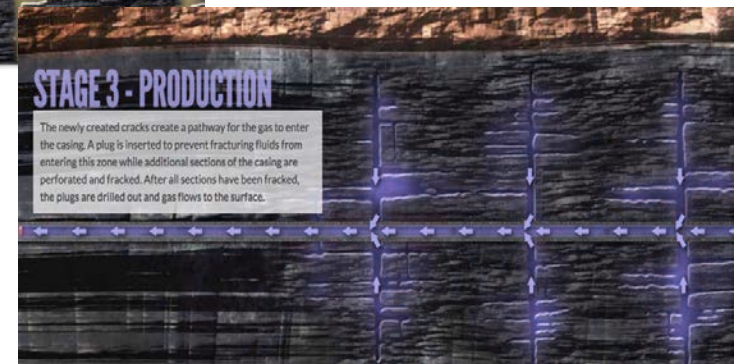 STAGE 3 - PRODUCTION
The newly created cracks create a pathway for the gas to enter
the casing. A plug is inserted to prevent fracturing fluids from
entering this zone while additional sections of the casing are
perforated and fracked. After all sections have been fracked,
the plugs are drilled out and gas flows to the surface.